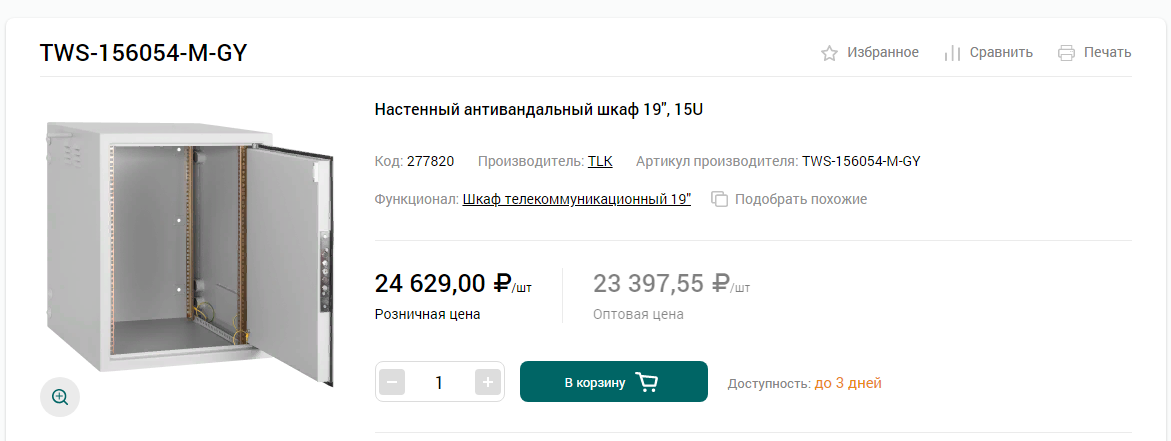 TWS-156054-M-GY
Избранное Сравнить Печать
Настенный антивандальный шкаф 19", 15U
Код: 277820 Производитель: TLK Артикул производителя: TWS-156054-M-GY
Функционал: Шкаф телекоммуникационный 19" Подобрать похожие
24 629,00 ₽/шт 23 397,55 ₽/шт
Розничная цена Оптовая цена
1 В корзину Доступность: до 3 дней